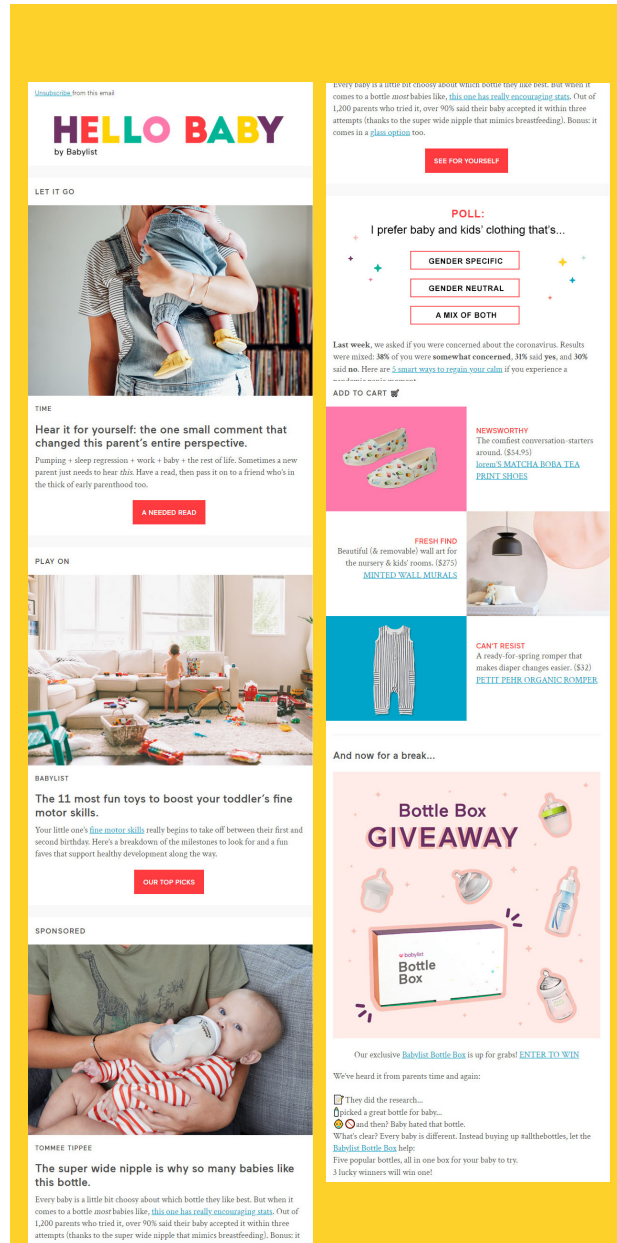 Unsubscribe from this email
HELLO BABY
by Babylist
LET IT GO
TIME
Hear it for yourself: the one small comment that
changed this parent's entire perspective.
Pumping + sleep regression + work + baby + the rest of life. Sometimes a new
parent just needs to hear this. Have a read, then pass it on to a friend who's in
the thick of early parenthood too.
A NEEDED READ
PLAY ON
BABYLIST
The 11 most fun toys to boost your toddler's fine
motor skills.
Your little one's fine motor skills really begins to take off between their first and
second birthday. Here's a breakdown of the milestones to look for and a fun
faves that support healthy development along the way.
OUR TOP PICKS
SPONSORED
TOMMEE TIPPEE
The super wide nipple is why so many babies like
this bottle.
Every baby is a little bit choosy about which bottle they like best. But when it
comes to a bottle most babies like, this one has really encouraging stats. Out of
1,200 parents who tried it, over 90% said their baby accepted it within three
attempts (thanks to the super wide nipple that mimics breastfeeding). Bonus: it
Every baby is a little bit choosy about which bottle they like best. But when it
comes to a bottle most babies like, this one has really encouraging stats. Out of
1,200 parents who tried it, over 90% said their baby accepted it within three
attempts (thanks to the super wide nipple that mimics breastfeeding). Bonus: it
comes in a glass option too.
SEE FOR YOURSELF
POLL:
I prefer baby and kids' clothing that's...
GENDER SPECIFIC
GENDER NEUTRAL
A MIX OF BOTH
Last week, we asked if you were concerned about the coronavirus. Results
were mixed: 38% of you were somewhat concerned, 31% said yes, and 30%
said no. Here are 5 smart ways to regain your calm if you experience a
pandemic panic moment.
ADD TO CART
NEWSWORTHY
The comfiest conversation-starters
around. ($54.95)
lorem'S MATCHA BOBA TEA
PRINT SHOES
FRESH FIND
Beautiful (& removable) wall art for
the nursery & kids' rooms. ($275)
MINTED WALL MURALS
CAN'T RESIST
A ready-for-spring romper that
makes diaper changes easier. ($32)
PETIT PEHR ORGANIC ROMPER
And now for a break...
Bottle Box
GIVEAWAY
babylist
Bottle
Box
Our exclusive Babylist Bottle Box is up for grabs! ENTER TO WIN
We've heard it from parents time and again:
They did the research...
picked a great bottle for baby...
and then? Baby hated that bottle.
What's clear? Every baby is different. Instead buying up #allthebottles, let the
Babylist Bottle Box help:
Five popular bottles, all in one box for your baby to try.
3 lucky winners will win one!